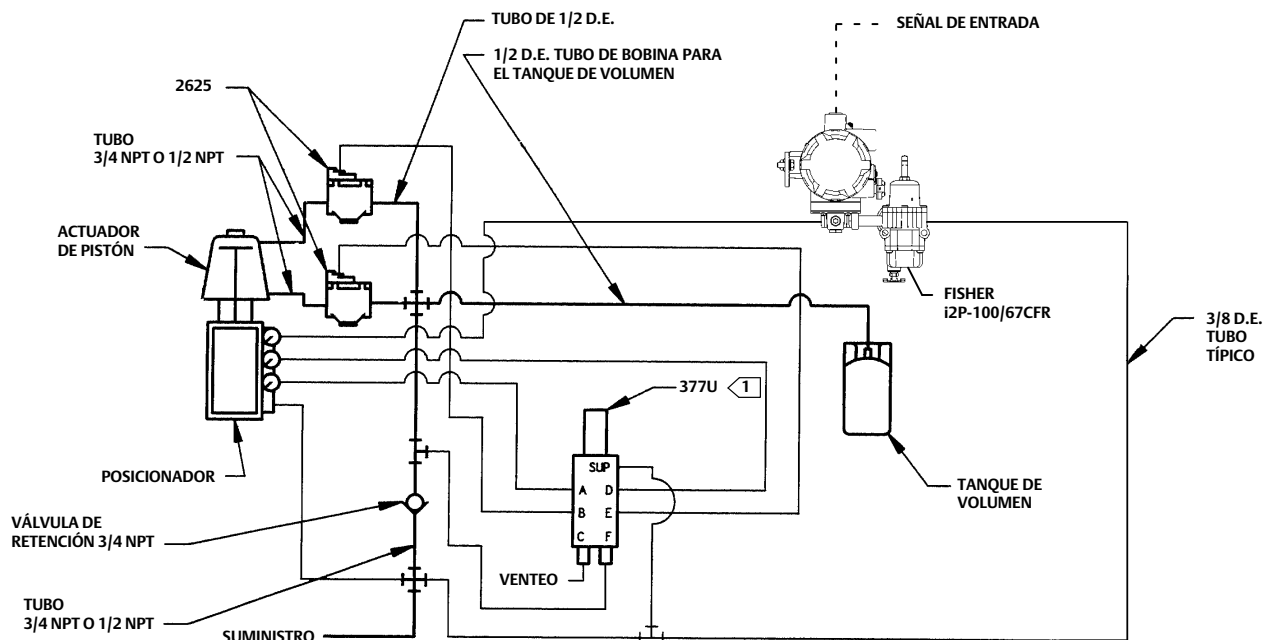 TUBO DE 1/2 D.E.
SEÑAL DE ENTRADA
1/2 D.E. TUBO DE BOBINA PARA
EL TANQUE DE VOLUMEN
2625
TUBO
3/4 NPT O 1/2 NPT
ACTUADOR
DE PISTÓN
FISHER
i2P-100/67CFR
3/8 D.E.
TUBO
TÍPICO
377U 1
SUP
A D
B E
C F
POSICIONADOR
TANQUE DE
VOLUMEN
VÁLVULA DE
RETENCIÓN 3/4 NPT
VENTEO
TUBO
3/4 NPT O 1/2 NPT
SUMINISTRO